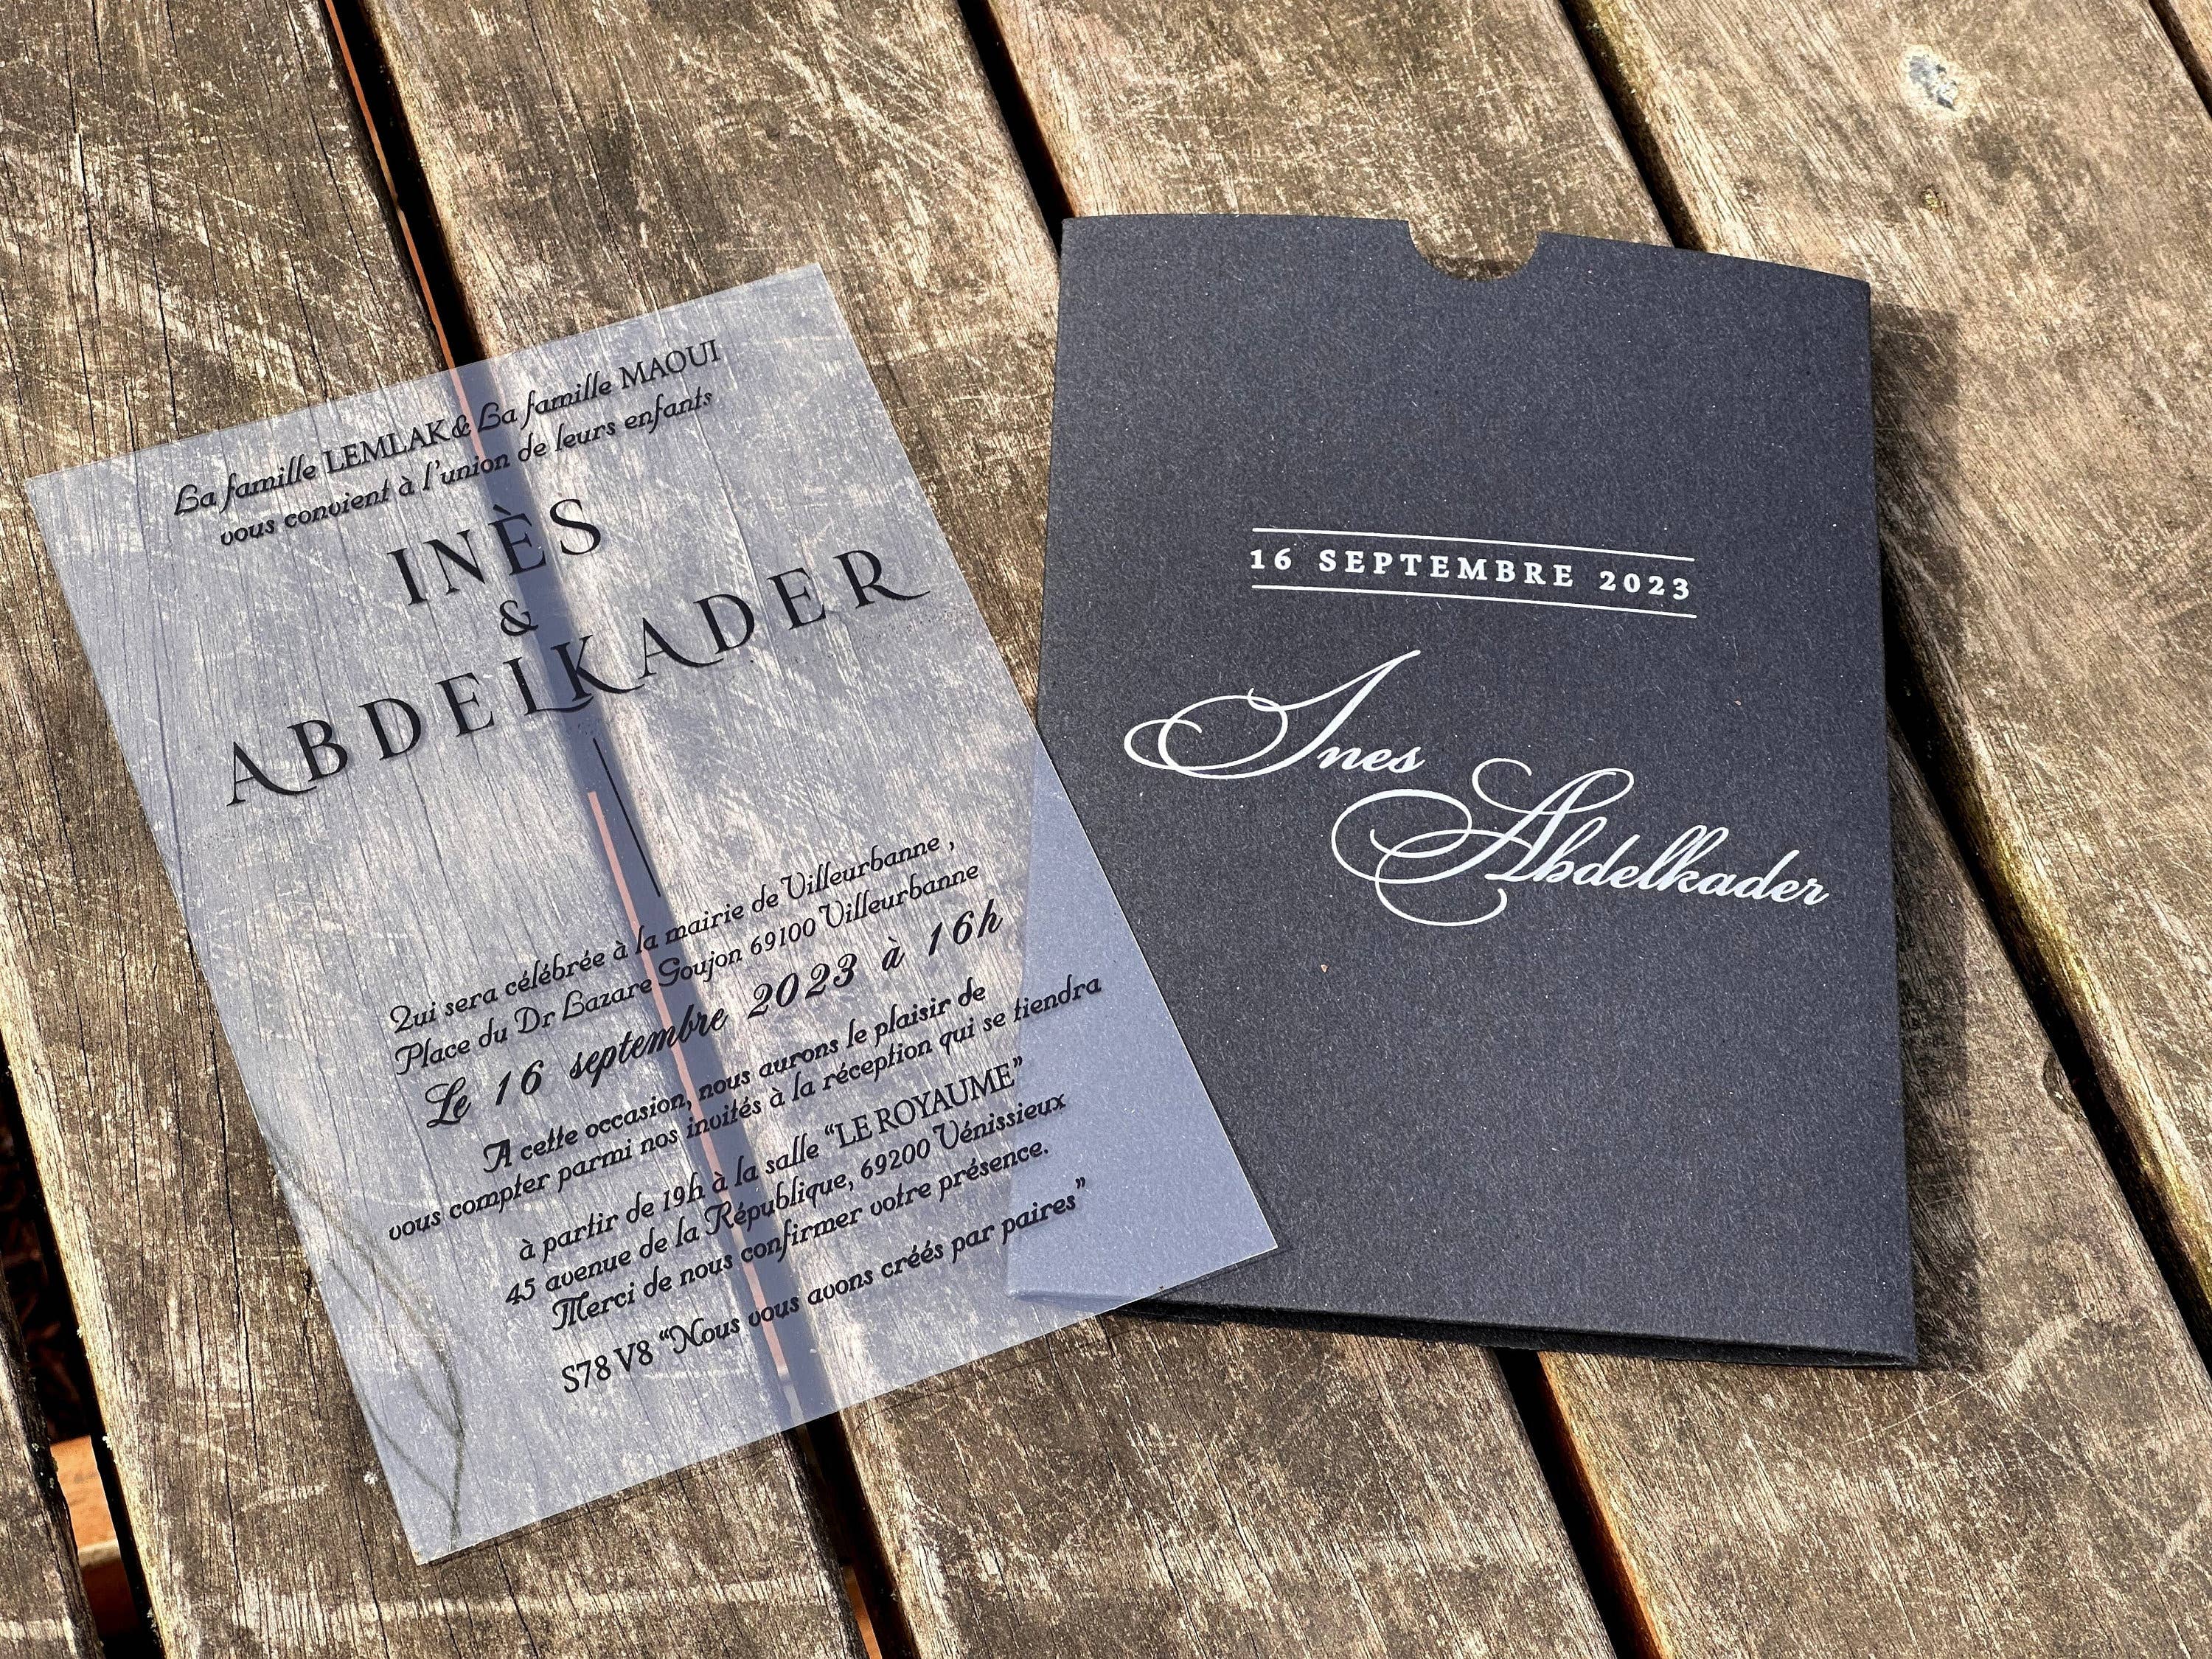 La famille LEMLAK & La famille MAOUI
vous convient à l'union de leurs enfants
INÈS
&
ABDELKADER
Qui sera célébrée à la mairie de Villeurbanne ,
Place du Dr Lazare Goujon 69100 Villeurbanne
Le 16 septembre 2023 à 16h
A cette occasion, nous aurons le plaisir de
vous compter parmi nos invités à la réception qui se tiendra
à partir de 19h à la salle “LE ROYAUME”
45 avenue de la République, 69200 Vénissieux
Merci de nous confirmer votre présence.
S78 V8 “Nous vous avons créés par paires”
16 SEPTEMBRE 2023
Ines
Abdelkader